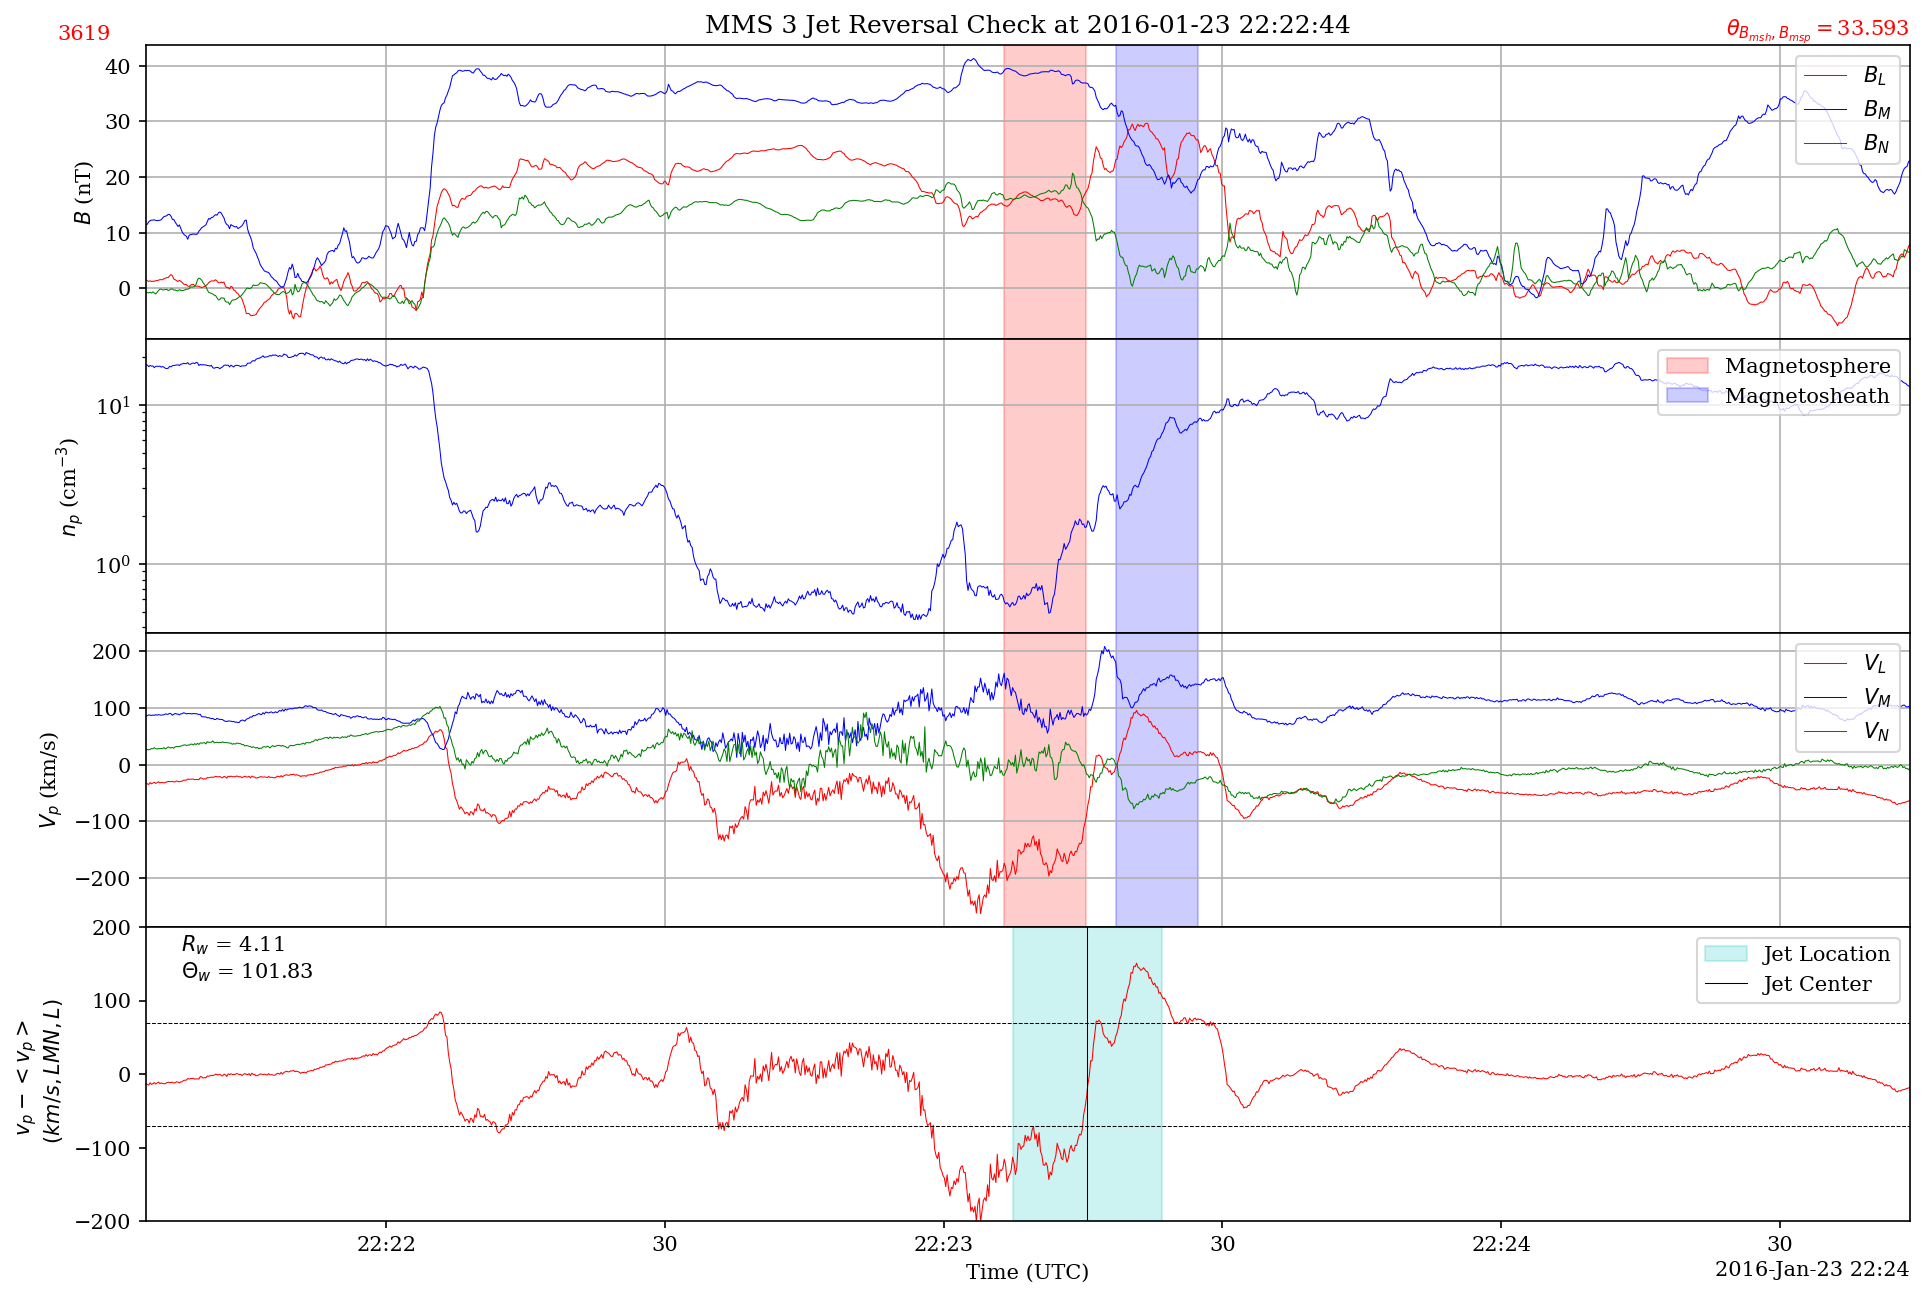 MMS 3 Jet Reversal Check at 2016-01-23 22:22:44
3619
θ_{B_{msh}, B_{msp}} = 33.593
40
30
20
10
0
B (nT)
B_L
B_M
B_N
10^1
10^0
n_p (cm^{-3})
Magnetosphere
Magnetosheath
200
100
0
−100
−200
V_p (km/s)
V_L
V_M
V_N
200
100
0
−100
−200
v_p − < v_p >
(km/s, LMN, L)
R_w = 4.11
Θ_w = 101.83
Jet Location
Jet Center
22:22
30
22:23
30
22:24
30
Time (UTC)
2016-Jan-23 22:24